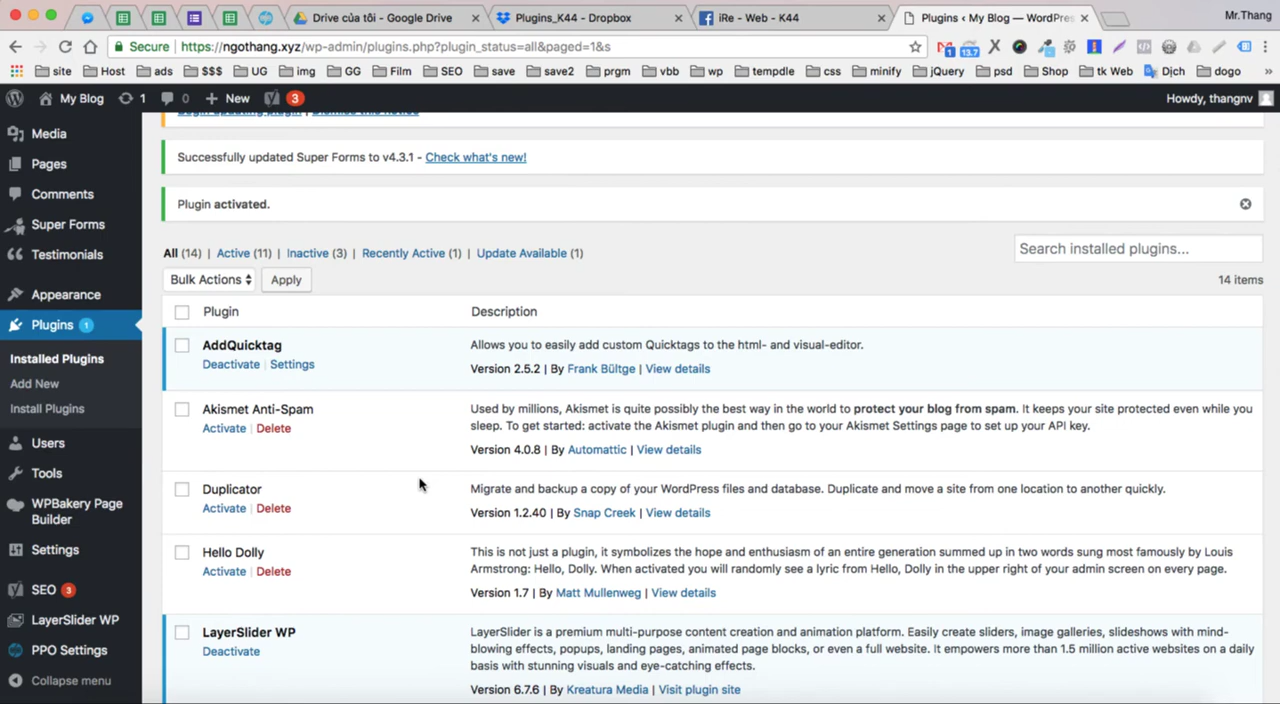 Drive của tôi - Google Drive
Plugins_K44 - Dropbox
iRe - Web - K44
Plugins ‹ My Blog — WordPres
Mr.Thang
Secure https://ngothang.xyz/wp-admin/plugins.php?plugin_status=all&paged=1&s
1 13.7
site Host ads $$$ UG img GG Film SEO save save2 prgm vbb wp tempdle css minify jQuery psd Shop tk Web Dịch dogo »
My Blog 1 0 New 3 Howdy, thangnv
Begin updating plugin | Dismiss this notice
Media
Pages
Comments
Super Forms
Testimonials
Appearance
Plugins 1
Installed Plugins
Add New
Install Plugins
Users
Tools
WPBakery Page
Builder
Settings
SEO 3
LayerSlider WP
PPO Settings
Collapse menu
Successfully updated Super Forms to v4.3.1 - Check what's new!
Plugin activated.
All (14) | Active (11) | Inactive (3) | Recently Active (1) | Update Available (1)
Search installed plugins...
Bulk Actions Apply
14 items
Plugin Description
AddQuicktag
Deactivate | Settings
Allows you to easily add custom Quicktags to the html- and visual-editor.
Version 2.5.2 | By Frank Bültge | View details
Akismet Anti-Spam
Activate | Delete
Used by millions, Akismet is quite possibly the best way in the world to protect your blog from spam. It keeps your site protected even while you
sleep. To get started: activate the Akismet plugin and then go to your Akismet Settings page to set up your API key.
Version 4.0.8 | By Automattic | View details
Duplicator
Activate | Delete
Migrate and backup a copy of your WordPress files and database. Duplicate and move a site from one location to another quickly.
Version 1.2.40 | By Snap Creek | View details
Hello Dolly
Activate | Delete
This is not just a plugin, it symbolizes the hope and enthusiasm of an entire generation summed up in two words sung most famously by Louis
Armstrong: Hello, Dolly. When activated you will randomly see a lyric from Hello, Dolly in the upper right of your admin screen on every page.
Version 1.7 | By Matt Mullenweg | View details
LayerSlider WP
Deactivate
LayerSlider is a premium multi-purpose content creation and animation platform. Easily create sliders, image galleries, slideshows with mind-
blowing effects, popups, landing pages, animated page blocks, or even a full website. It empowers more than 1.5 million active websites on a daily
basis with stunning visuals and eye-catching effects.
Version 6.7.6 | By Kreatura Media | Visit plugin site